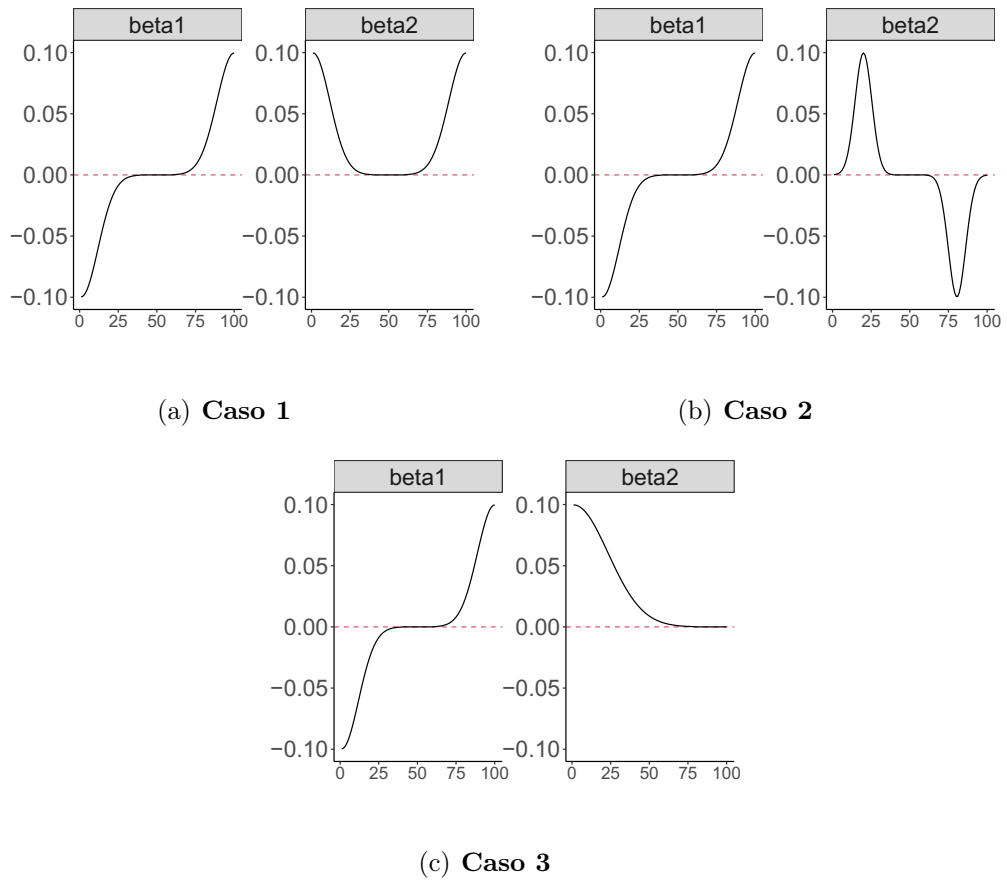 beta1 beta2 beta1 beta2
0.10 0.10 0.10 0.10
0.05 0.05 0.05 0.05
0.00 0.00 0.00 0.00
−0.05 −0.05 −0.05 −0.05
−0.10 −0.10 −0.10 −0.10
0 25 50 75 100 0 25 50 75 100 0 25 50 75 100 0 25 50 75 100
(a) Caso 1 (b) Caso 2
beta1 beta2
0.10 0.10
0.05 0.05
0.00 0.00
−0.05 −0.05
−0.10 −0.10
0 25 50 75 100 0 25 50 75 100
(c) Caso 3